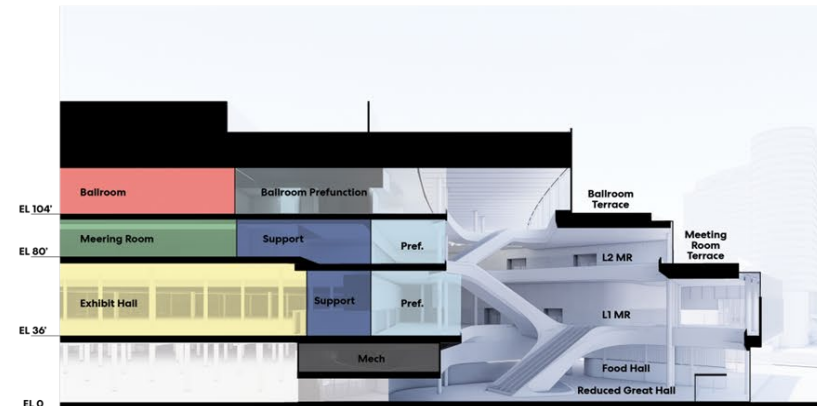 Ballroom
Ballroom Prefunction
Ballroom
Terrace
EL 104'
Meering Room
Support
Pref.
Meeting
Room
Terrace
EL 80'
L2 MR
Exhibit Hall
Support
Pref.
L1 MR
EL 36'
Mech
Food Hall
Reduced Great Hall
EL 0